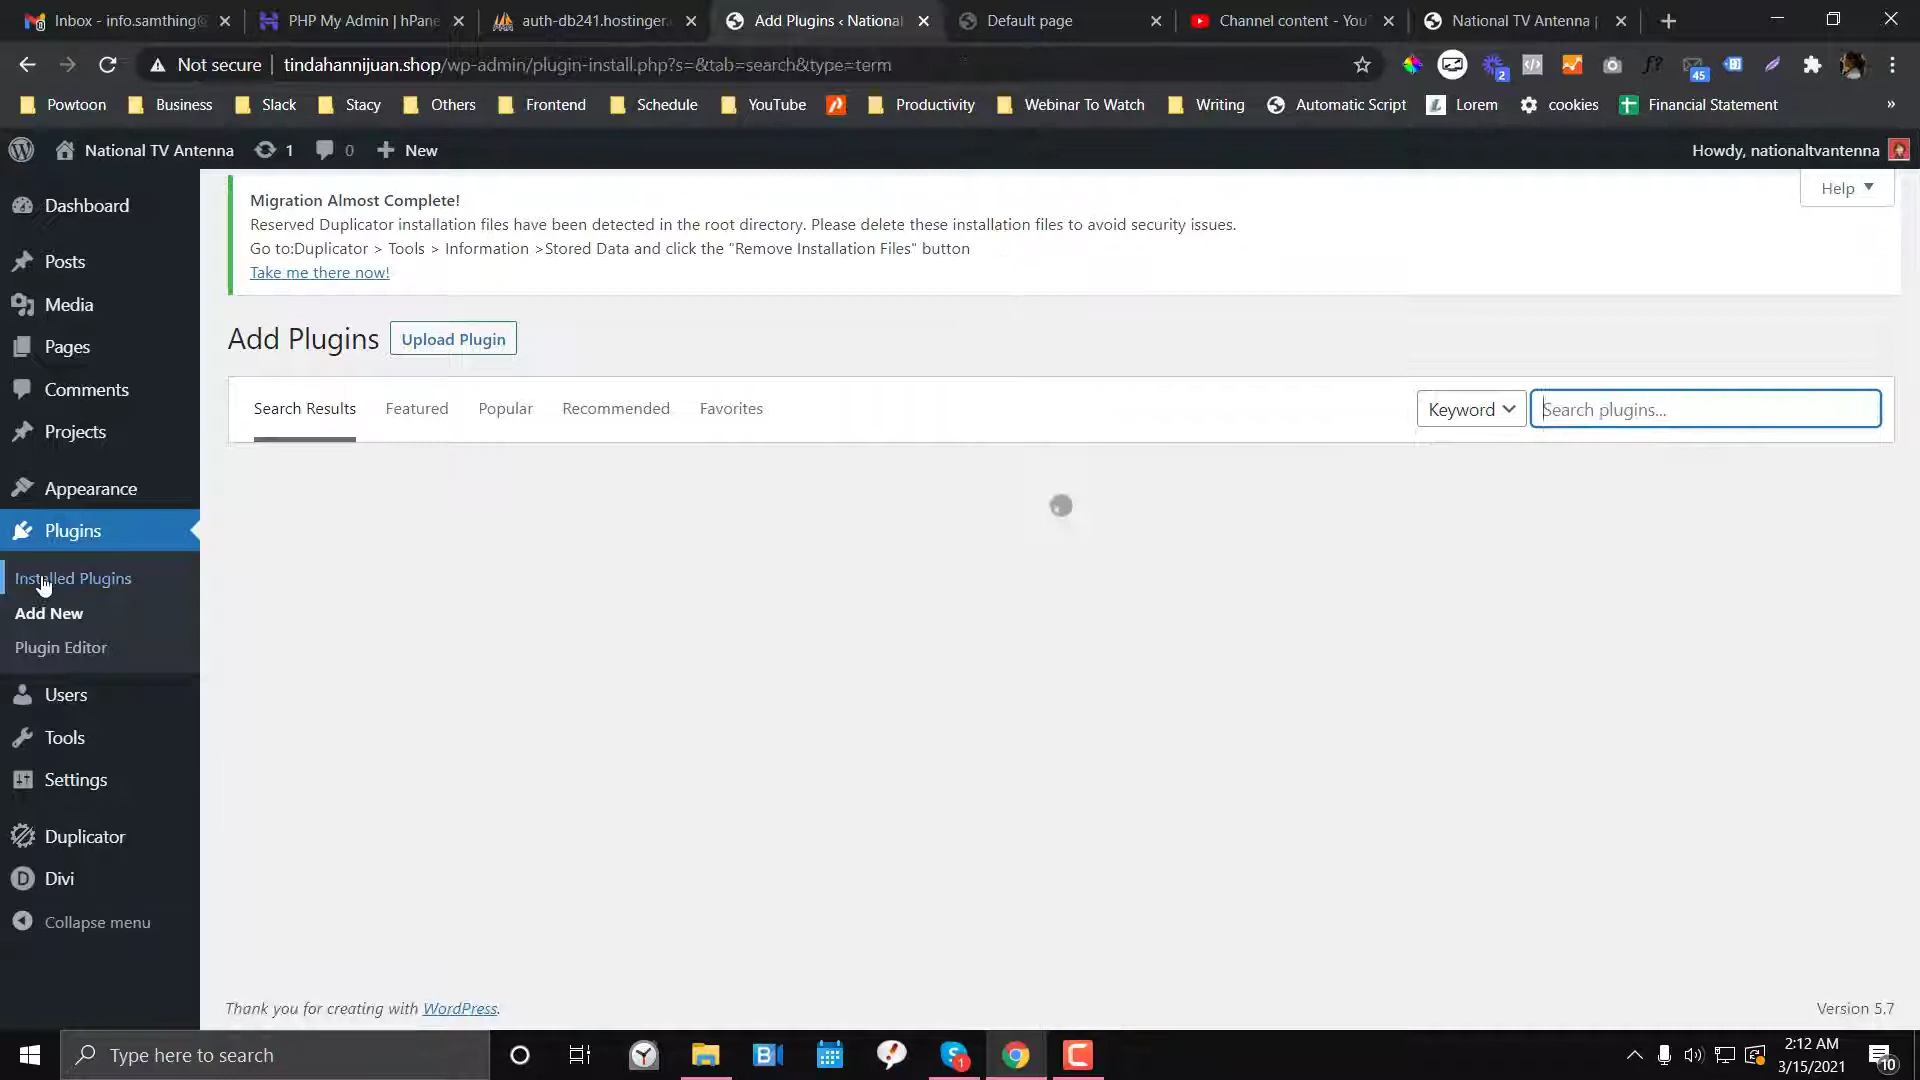 Inbox - info.samthing@
PHP My Admin | hPane
auth-db241.hostinger.
Add Plugins ‹ National
Default page
Channel content - YouT
National TV Antenna |
Not secure | tindahannijuan.shop/wp-admin/plugin-install.php?s=&tab=search&type=term
2
45
Powtoon
Business
Slack
Stacy
Others
Frontend
Schedule
YouTube
Productivity
Webinar To Watch
Writing
Automatic Script
Lorem
cookies
Financial Statement
»
National TV Antenna
1
0
New
Howdy, nationaltvantenna
Dashboard
Posts
Media
Pages
Comments
Projects
Appearance
Plugins
Installed Plugins
Add New
Plugin Editor
Users
Tools
Settings
Duplicator
Divi
Collapse menu
Help
Migration Almost Complete!
Reserved Duplicator installation files have been detected in the root directory. Please delete these installation files to avoid security issues.
Go to:Duplicator > Tools > Information >Stored Data and click the "Remove Installation Files" button
Take me there now!
Add Plugins
Upload Plugin
Search Results
Featured
Popular
Recommended
Favorites
Keyword
Search plugins...
Thank you for creating with WordPress.
Version 5.7
Type here to search
2:12 AM
3/15/2021
10